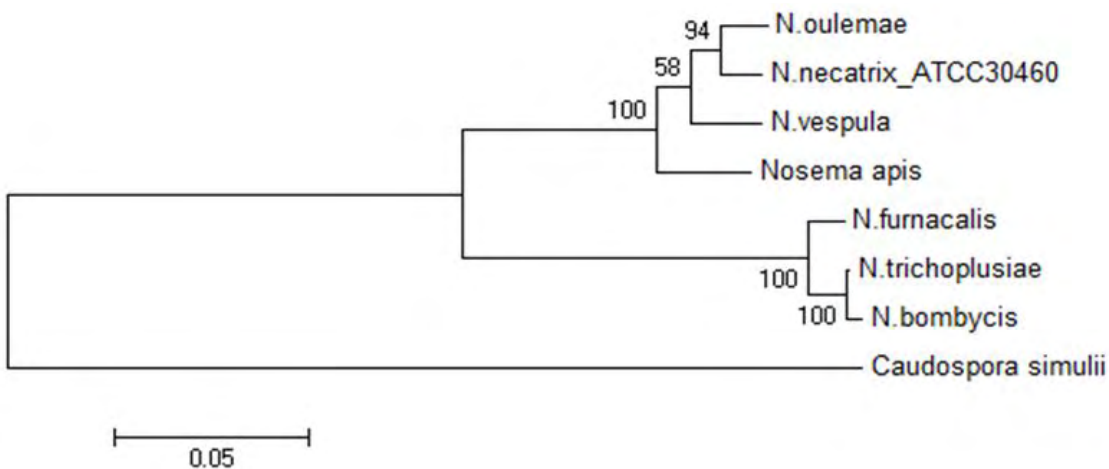 94
N.oulemae
58
N.necatrix_ATCC30460
100
N.vespula
Nosema apis
N.furnacalis
100
N.trichoplusiae
100
N.bombycis
Caudospora simulii
0.05